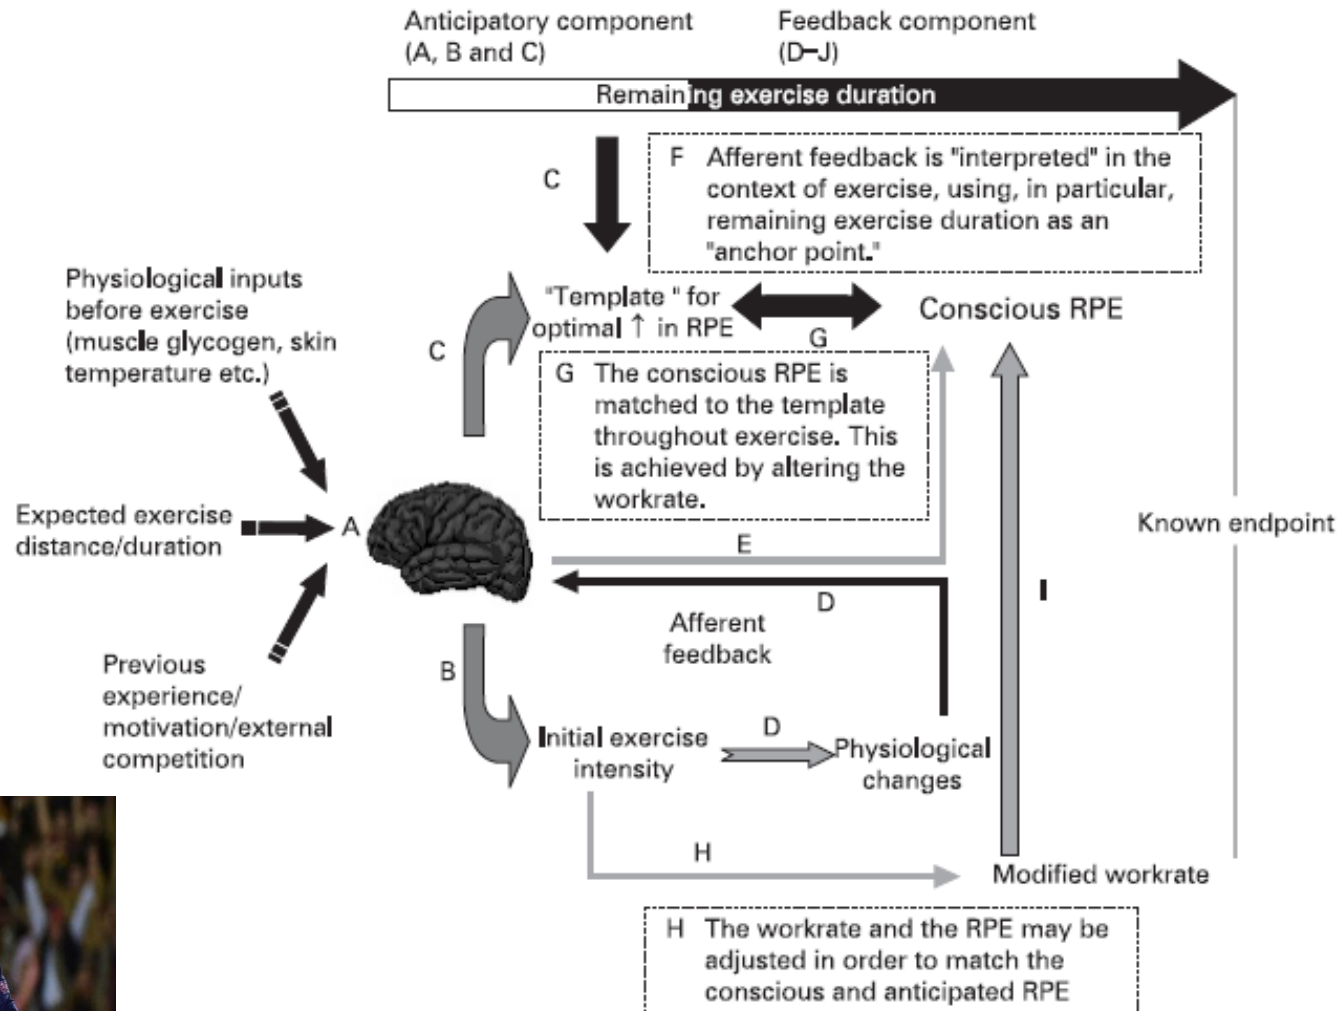 Anticipatory component
(A, B and C)
Feedback component
(D–J)
Remaining exercise duration
C
F Afferent feedback is "interpreted" in the
context of exercise, using, in particular,
remaining exercise duration as an
"anchor point."
Physiological inputs
before exercise
(muscle glycogen, skin
temperature etc.)
C
"Template " for
optimal ↑ in RPE
G
Conscious RPE
G The conscious RPE is
matched to the template
throughout exercise. This
is achieved by altering the
workrate.
Expected exercise
distance/duration
A
Known endpoint
E
D
I
Afferent
feedback
Previous
experience/
motivation/external
competition
B
Initial exercise
intensity
D
Physiological
changes
H
Modified workrate
H The workrate and the RPE may be
adjusted in order to match the
conscious and anticipated RPE